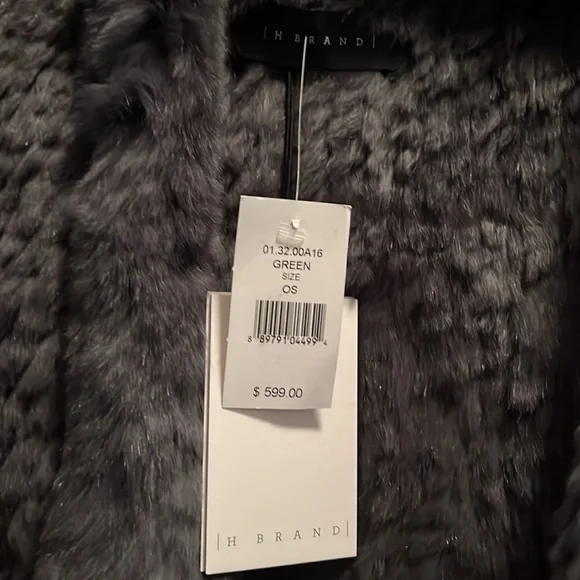 | H BRAND |
01.32.00A16
GREEN
SIZE
OS
8 89791 04499 4
$ 599.00
| H BRAND |